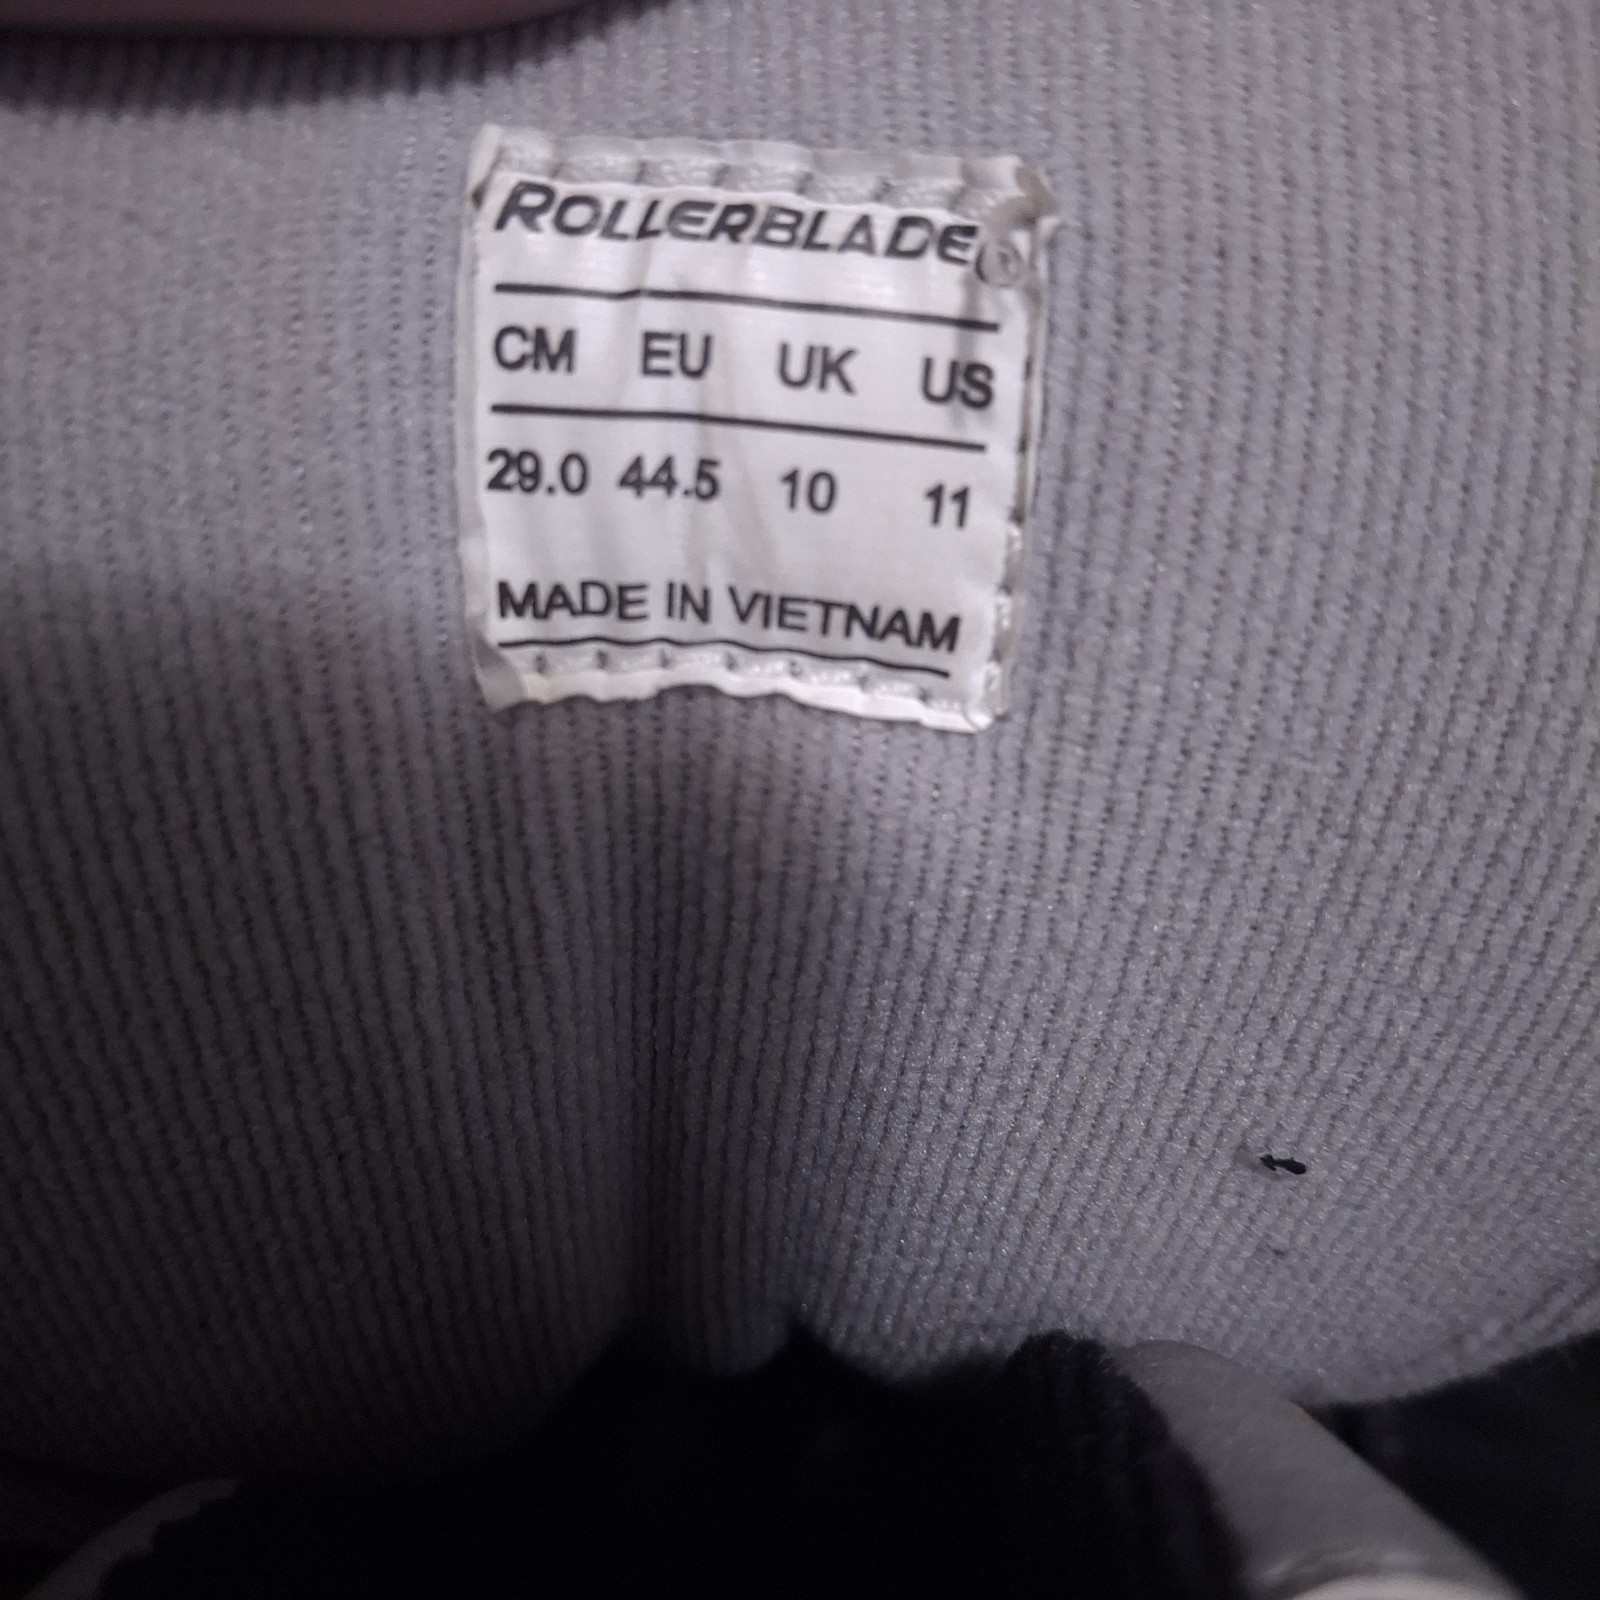 ROLLERBLADE®
CM EU UK US
29.0 44.5 10 11
MADE IN VIETNAM